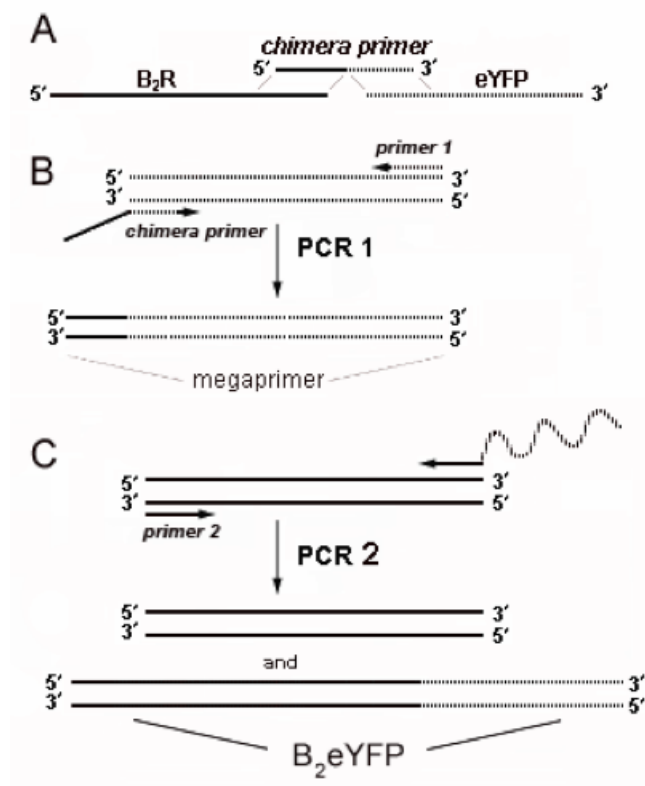 A
chimera primer
5′ 3′
B₂R eYFP
5′ 3′
B
primer 1
5′ 3′
3′ 5′
chimera primer
PCR 1
5′ 3′
3′ 5′
megaprimer
C
5′ 3′
3′ 5′
primer 2
PCR 2
5′ 3′
3′ 5′
and
5′ 3′
3′ 5′
B₂eYFP